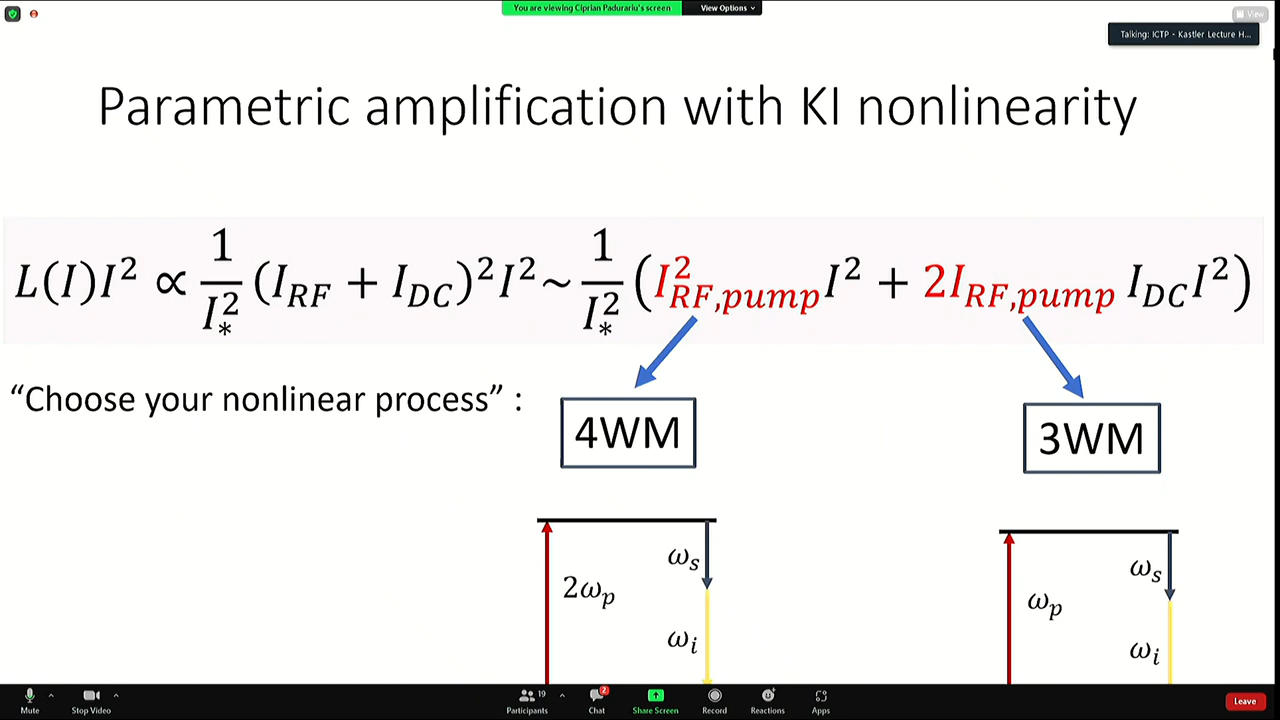 You are viewing Ciprian Padurariu's screen View Options
View
Talking: ICTP - Kastler Lecture H...
Parametric amplification with KI nonlinearity
L(I)I² ∝ 1/I*² (I_RF + I_DC)² I² ~ 1/I*² (I²_RF,pump I² + 2I_RF,pump I_DC I²)
“Choose your nonlinear process” :
4WM
3WM
ω_s
ω_s
2ω_p
ω_p
ω_i
ω_i
19
2
Mute
Stop Video
Participants
Chat
Share Screen
Record
Reactions
Apps
Leave